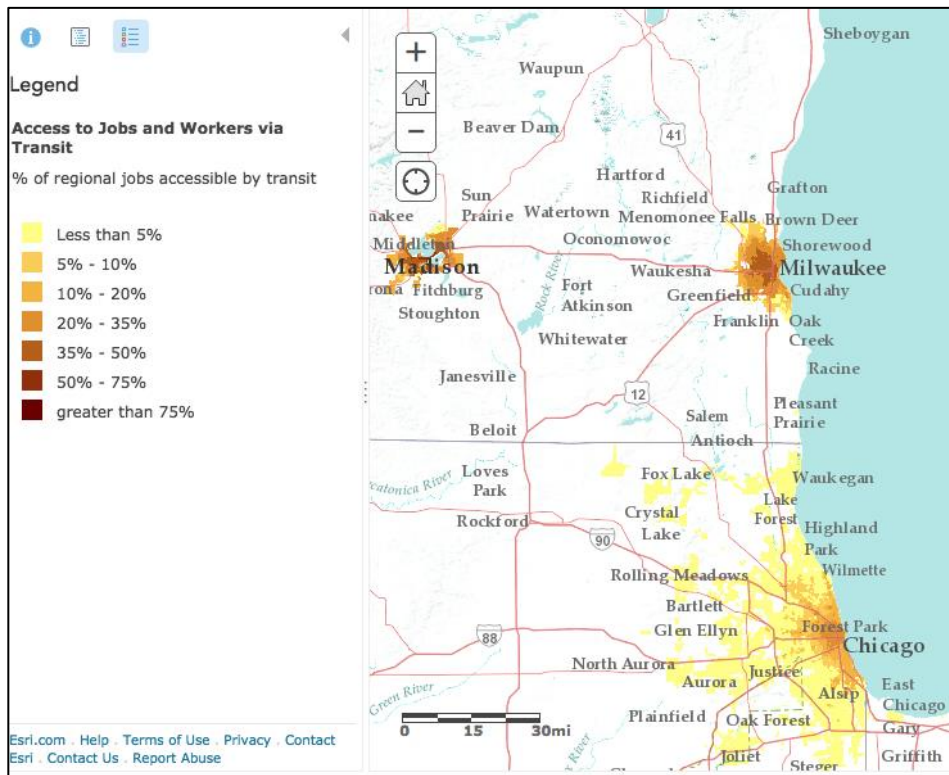 Legend
Access to Jobs and Workers via
Transit
% of regional jobs accessible by transit
Less than 5%
5% - 10%
10% - 20%
20% - 35%
35% - 50%
50% - 75%
greater than 75%
Esri.com . Help . Terms of Use . Privacy . Contact
Esri . Contact Us . Report Abuse
+
−
Sheboygan
Waupun
Beaver Dam
41
Hartford
Richfield
Grafton
Sun
Prairie
Watertown
Menomonee Falls
Brown Deer
Middleton
Oconomowoc
Shorewood
Madison
Waukesha
Milwaukee
Fitchburg
Rock River
Fort
Atkinson
Greenfield
Cudahy
Stoughton
Franklin
Oak
Creek
Whitewater
Racine
Janesville
12
Salem
Pleasant
Prairie
Beloit
Antioch
Loves
Park
Fox Lake
Waukegan
Crystal
Lake
Lake
Forest
Rockford
Highland
Park
90
Wilmette
Rolling Meadows
Bartlett
88
Glen Ellyn
Forest Park
Chicago
North Aurora
Justice
Aurora
Alsip
East
Chicago
Green River
Plainfield
Oak Forest
Gary
0 15 30mi
Joliet
Steger
Griffith